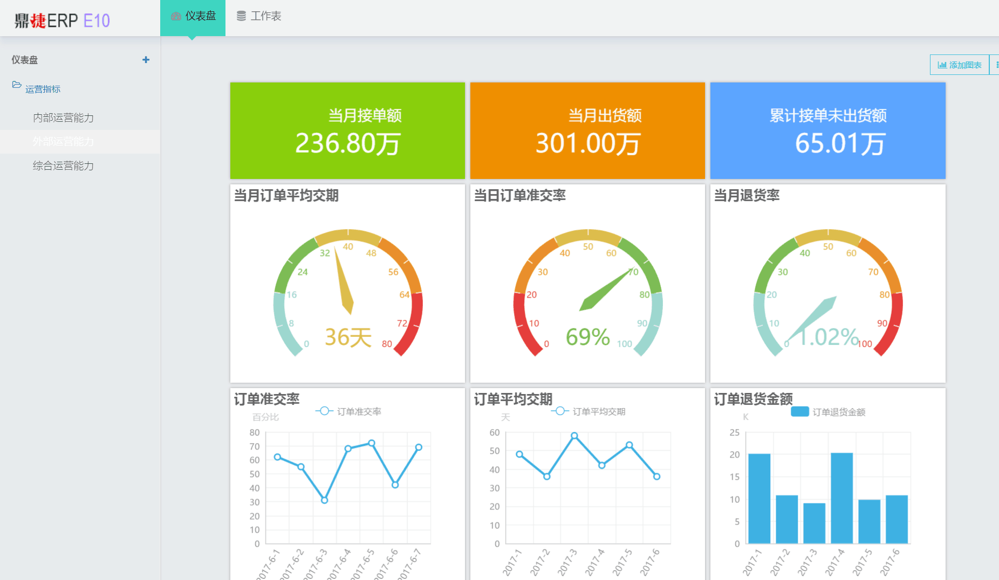 鼎捷ERP E10
仪表盘
工作表
仪表盘
+
运营指标
内部运营能力
外部运营能力
综合运营能力
添加图表
当月接单额
236.80万
当月出货额
301.00万
累计接单未出货额
65.01万
当月订单平均交期
0
8
16
24
32
40
48
56
64
72
80
36天
当日订单准交率
0
10
20
30
40
50
60
70
80
90
100
69%
当月退货率
0
10
20
30
40
50
60
70
80
90
100
1.02%
订单准交率
订单准交率
百分比
80
70
60
50
40
30
20
10
0
2017-6-1
2017-6-2
2017-6-3
2017-6-4
2017-6-5
2017-6-6
2017-6-7
订单平均交期
订单平均交期
天
60
50
40
30
20
10
0
2017-1
2017-2
2017-3
2017-4
2017-5
2017-6
订单退货金额
订单退货金额
K
25
20
15
10
5
0
2017-1
2017-2
2017-3
2017-4
2017-5
2017-6